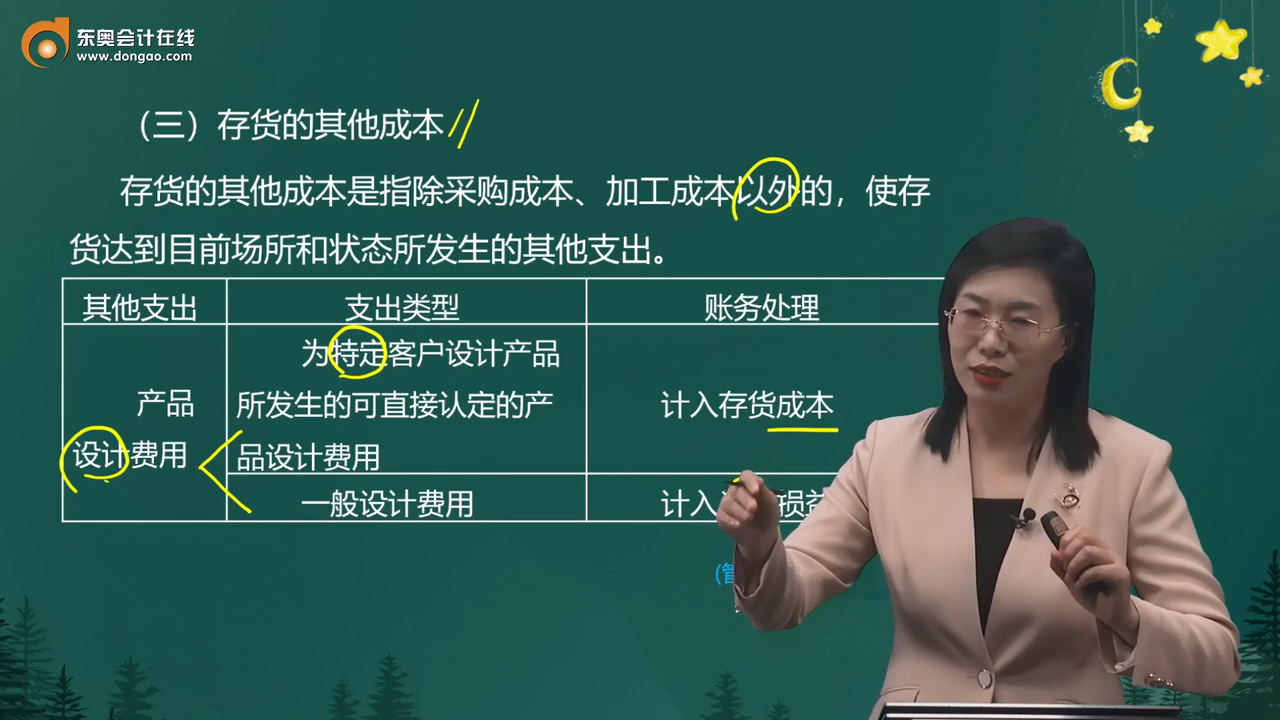 东奥会计在线
www.dongao.com
（三）存货的其他成本
存货的其他成本是指除采购成本、加工成本以外的，使存
货达到目前场所和状态所发生的其他支出。
其他支出 支出类型 账务处理
产品
设计费用
为特定客户设计产品
所发生的可直接认定的产
品设计费用
计入存货成本
一般设计费用
计入 损益
(管